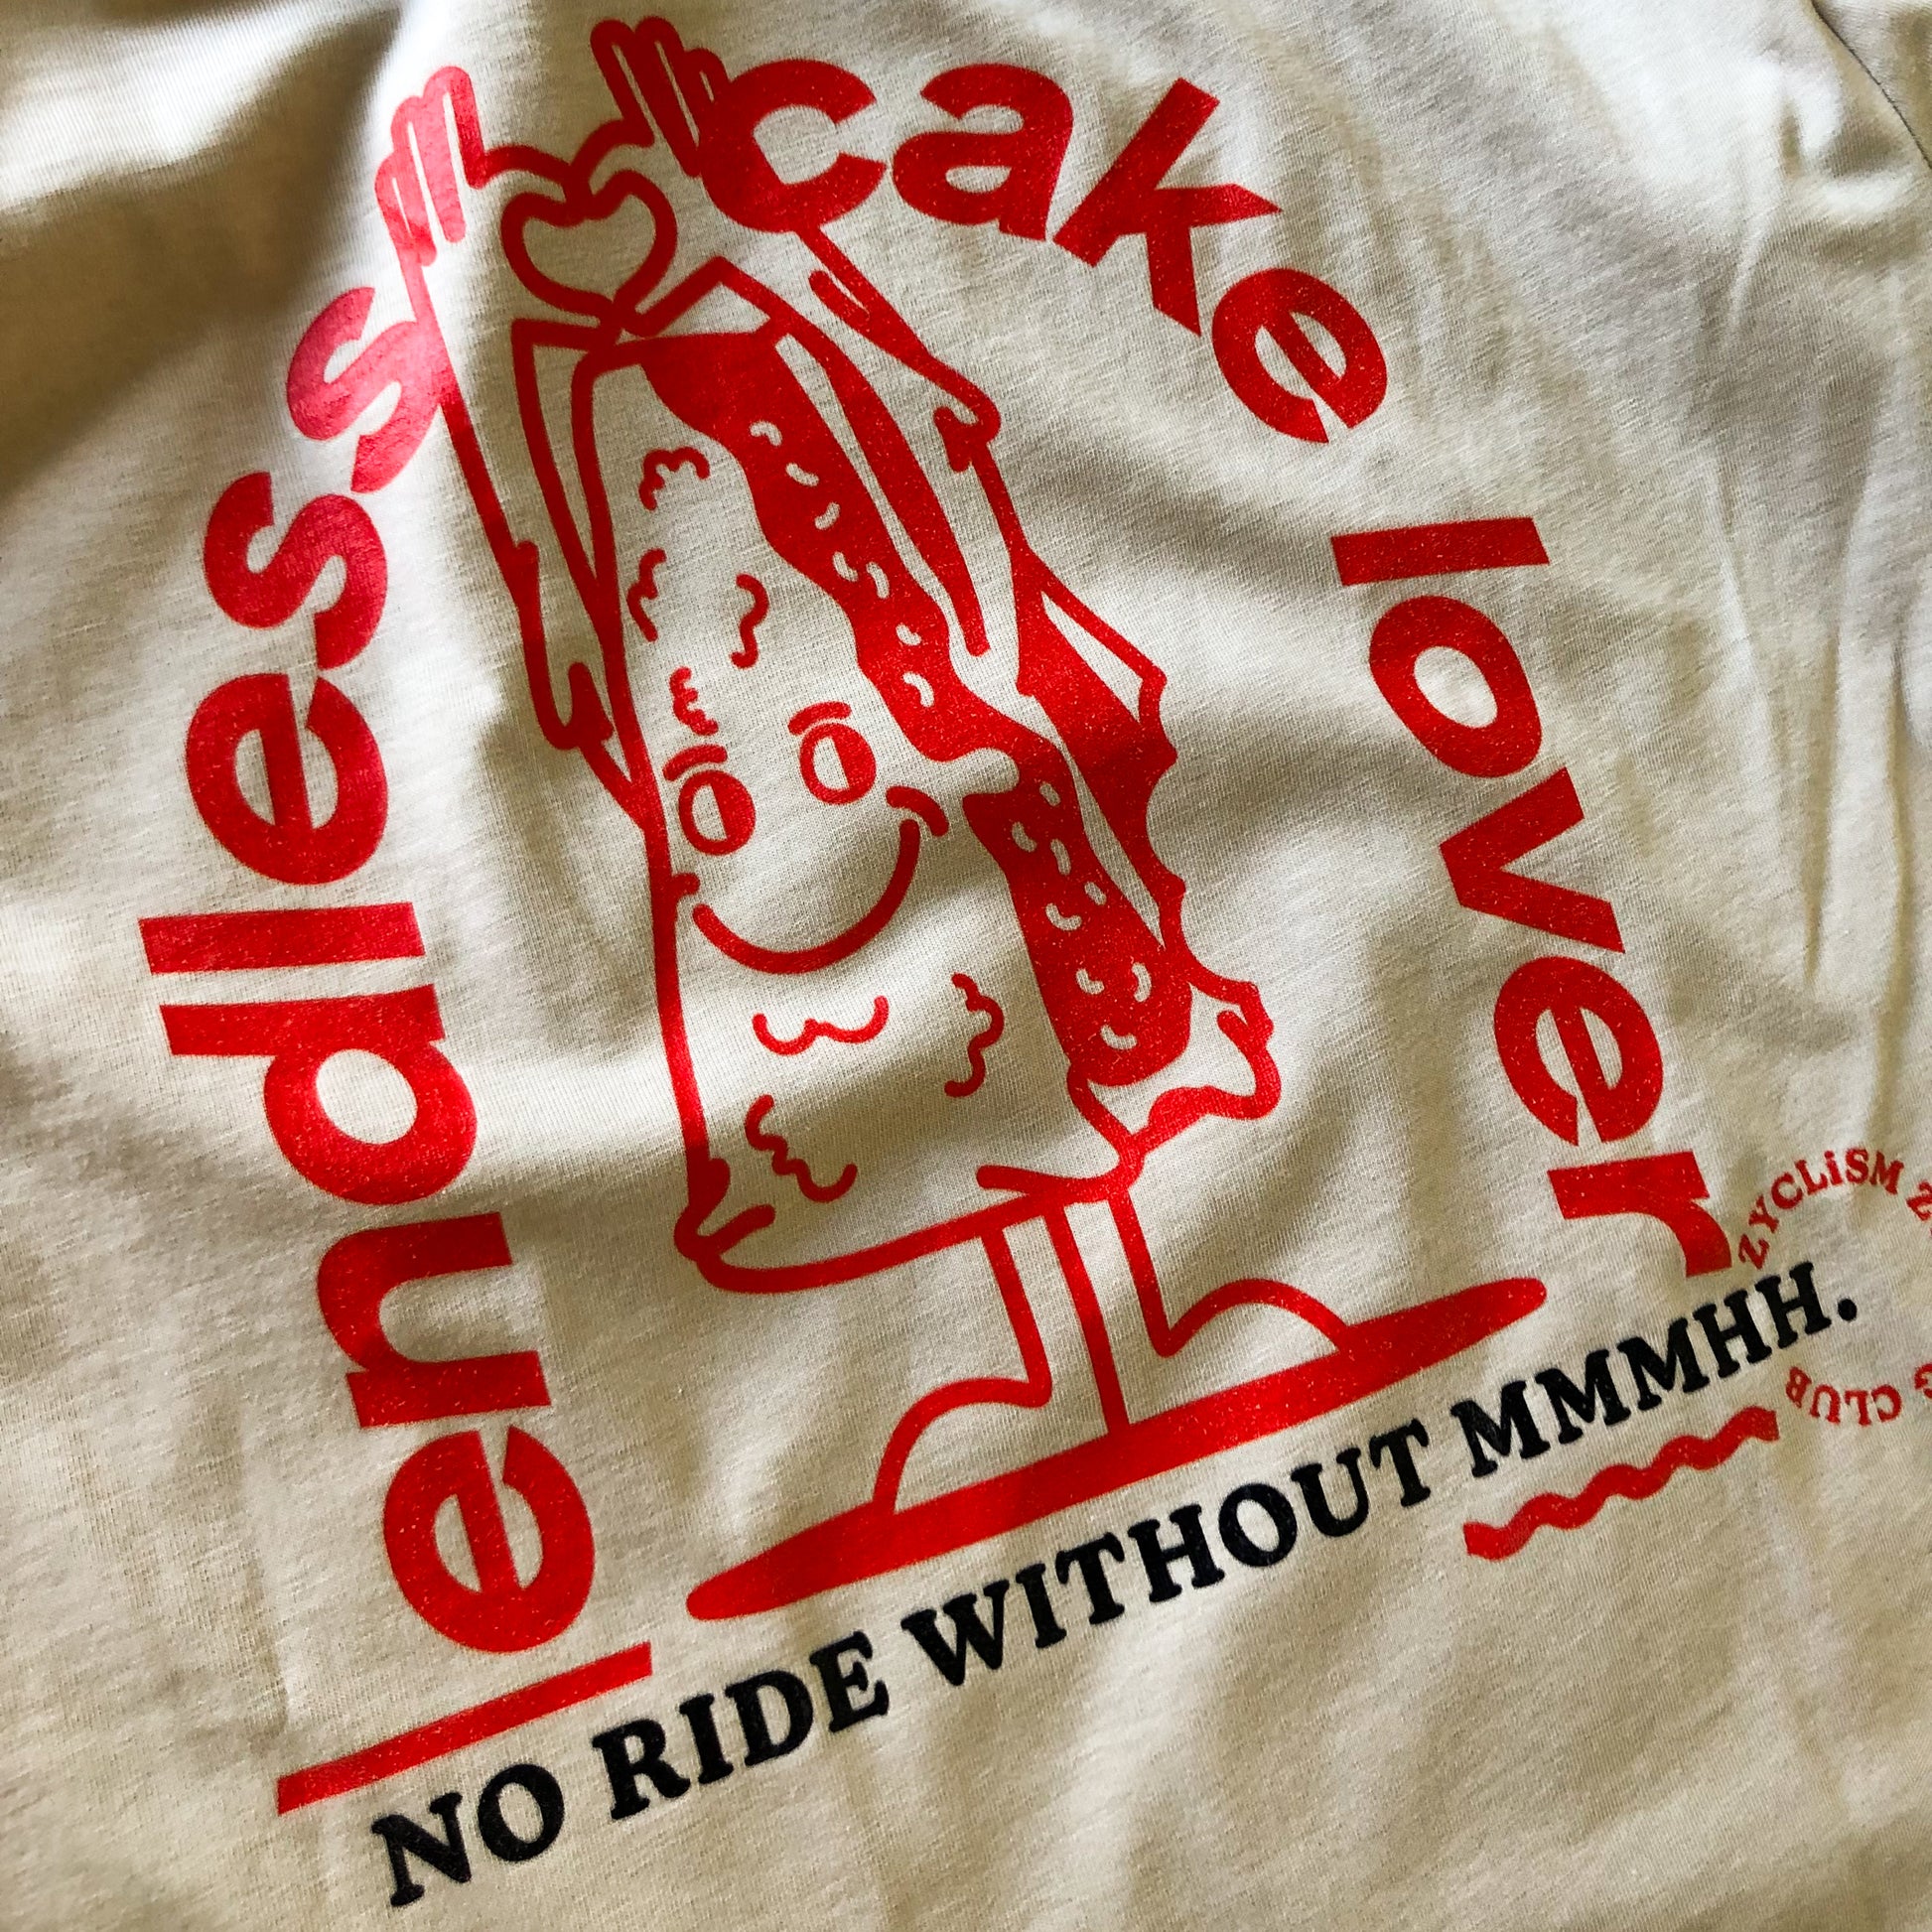 endless cake lover
NO RIDE WITHOUT MMMHH.
ZYCLiSM
CLUB